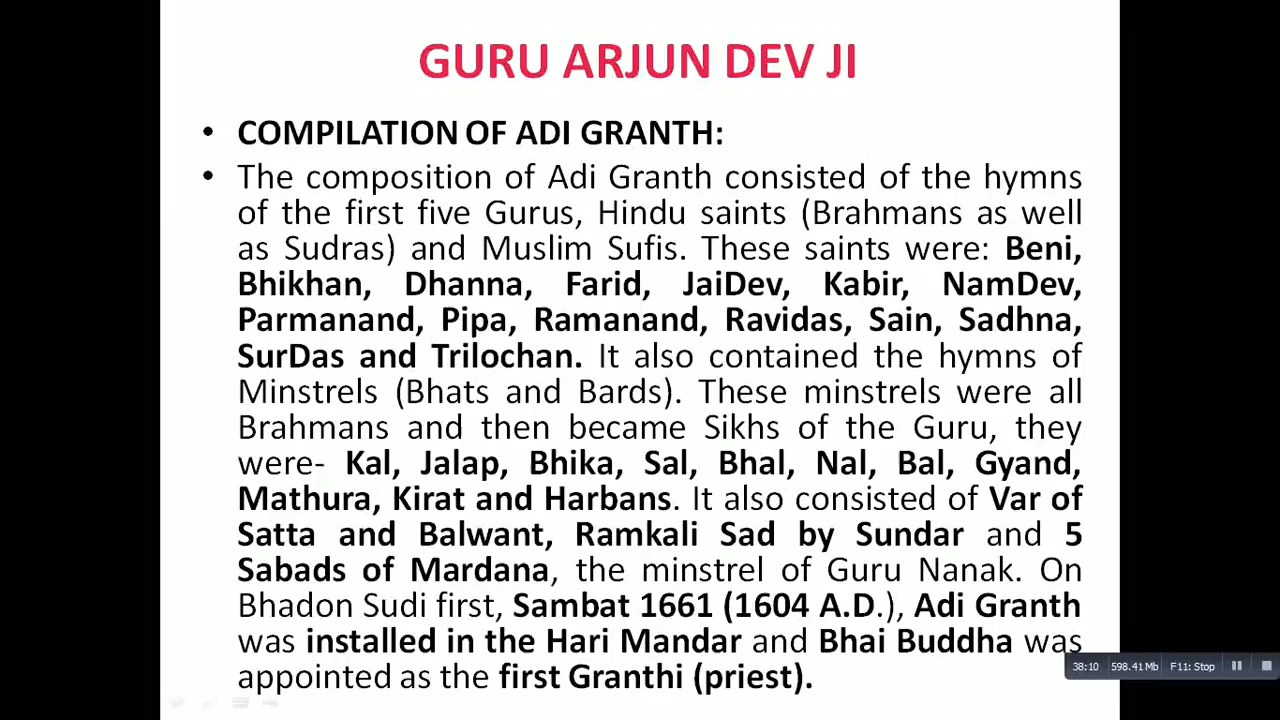 GURU ARJUN DEV JI
• COMPILATION OF ADI GRANTH:
• The composition of Adi Granth consisted of the hymns
of the first five Gurus, Hindu saints (Brahmans as well
as Sudras) and Muslim Sufis. These saints were: Beni,
Bhikhan, Dhanna, Farid, JaiDev, Kabir, NamDev,
Parmanand, Pipa, Ramanand, Ravidas, Sain, Sadhna,
SurDas and Trilochan. It also contained the hymns of
Minstrels (Bhats and Bards). These minstrels were all
Brahmans and then became Sikhs of the Guru, they
were- Kal, Jalap, Bhika, Sal, Bhal, Nal, Bal, Gyand,
Mathura, Kirat and Harbans. It also consisted of Var of
Satta and Balwant, Ramkali Sad by Sundar and 5
Sabads of Mardana, the minstrel of Guru Nanak. On
Bhadon Sudi first, Sambat 1661 (1604 A.D.), Adi Granth
was installed in the Hari Mandar and Bhai Buddha was
appointed as the first Granthi (priest).
38:10 598.41 Mb F11: Stop